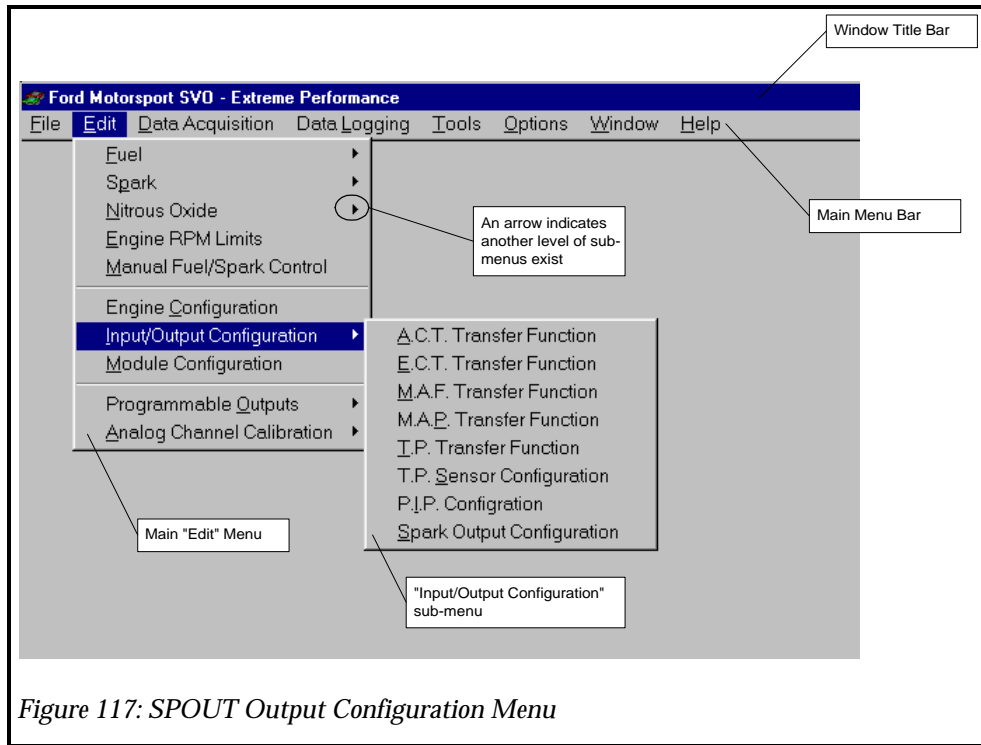 Window Title Bar
Ford Motorsport SVO - Extreme Performance
File Edit Data Acquisition Data Logging Tools Options Window Help
Main Menu Bar
Fuel
Spark
Nitrous Oxide
Engine RPM Limits
Manual Fuel/Spark Control
Engine Configuration
Input/Output Configuration
Module Configuration
Programmable Outputs
Analog Channel Calibration
An arrow indicates
another level of sub-
menus exist
A.C.T. Transfer Function
E.C.T. Transfer Function
M.A.F. Transfer Function
M.A.P. Transfer Function
T.P. Transfer Function
T.P. Sensor Configuration
P.I.P. Configration
Spark Output Configuration
Main "Edit" Menu
"Input/Output Configuration"
sub-menu
Figure 117: SPOUT Output Configuration Menu